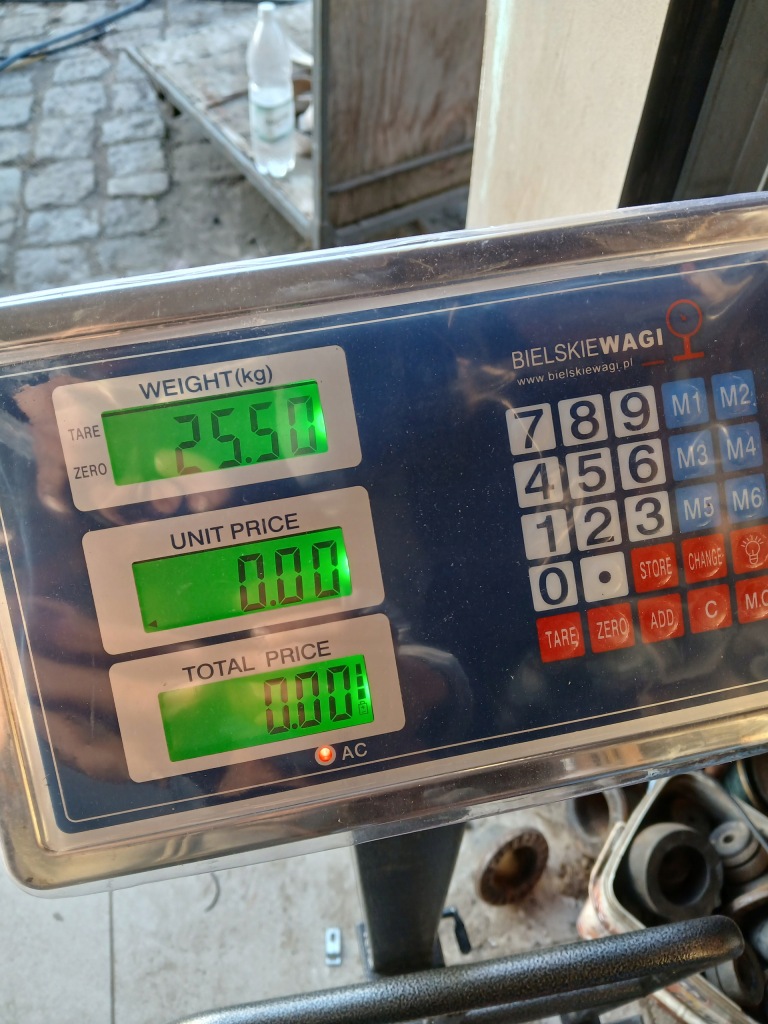 BIELSKIEWAGI
www.bielskiewagi.pl
WEIGHT(kg)
TARE
ZERO
25.50
UNIT PRICE
0.00
TOTAL PRICE
0.00
AC
7 8 9 M1 M2
4 5 6 M3 M4
1 2 3 M5 M6
0 . STORE CHANGE
TARE ZERO ADD C